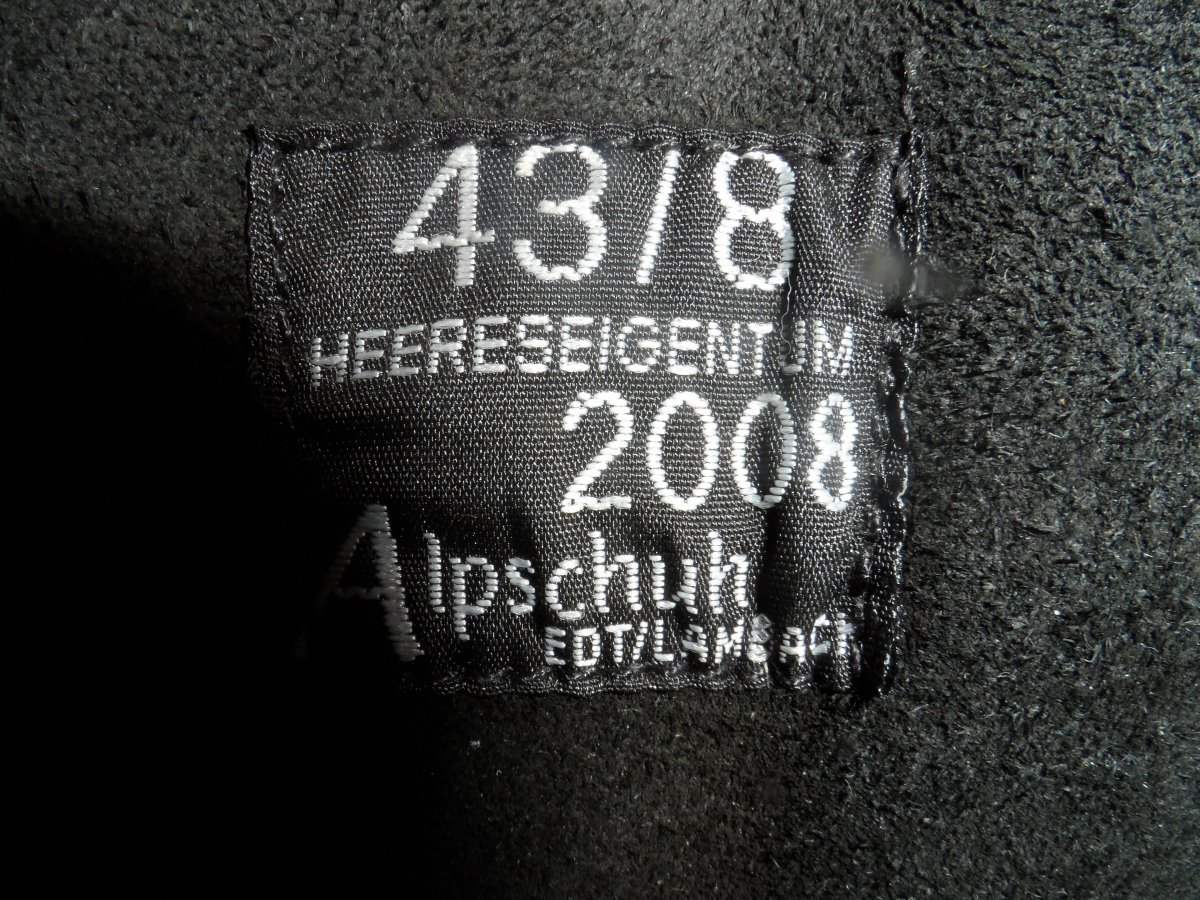 43/8
HEERESEIGENTUM
2008
Alpschuh